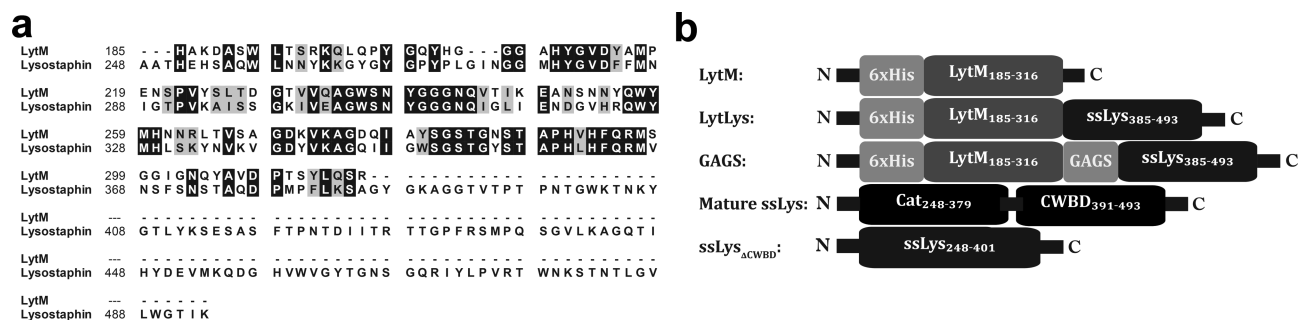 a
LytM 185 - - - H A K D A S W L T S R K Q L Q P Y G Q Y H G - - - G G A H Y G V D Y A M P
Lysostaphin 248 A A T H E H S A Q W L N N Y K K G Y G Y G P Y P L G I N G G M H Y G V D F F M N
LytM 219 E N S P V Y S L T D G T V V Q A G W S N Y G G G N Q V T I K E A N S N N Y Q W Y
Lysostaphin 288 I G T P V K A I S S G K I V E A G W S N Y G G G N Q I G L I E N D G V H R Q W Y
LytM 259 M H N N R L T V S A G D K V K A G D Q I A Y S G S T G N S T A P H V H F Q R M S
Lysostaphin 328 M H L S K Y N V K V G D Y V K A G Q I I G W S G S T G Y S T A P H L H F Q R M V
LytM 299 G G I G N Q Y A V D P T S Y L Q S R - - - - - - - - - - - - - - - - - - - - - -
Lysostaphin 368 N S F S N S T A Q D P M P F L K S A G Y G K A G G T V T P T P N T G W K T N K Y
LytM --- - - - - - - - - - - - - - - - - - - - - - - - - - - - - - - - - - - - - - - - -
Lysostaphin 408 G T L Y K S E S A S F T P N T D I I T R T T G P F R S M P Q S G V L K A G Q T I
LytM --- - - - - - - - - - - - - - - - - - - - - - - - - - - - - - - - - - - - - - - - -
Lysostaphin 448 H Y D E V M K Q D G H V W V G Y T G N S G Q R I Y L P V R T W N K S T N T L G V
LytM --- - - - - - -
Lysostaphin 488 L W G T I K
b
LytM: N 6xHis LytM185-316 C
LytLys: N 6xHis LytM185-316 ssLys385-493 C
GAGS: N 6xHis LytM185-316 GAGS ssLys385-493 C
Mature ssLys: N Cat248-379 CWBD391-493 C
ssLysΔCWBD: N ssLys248-401 C